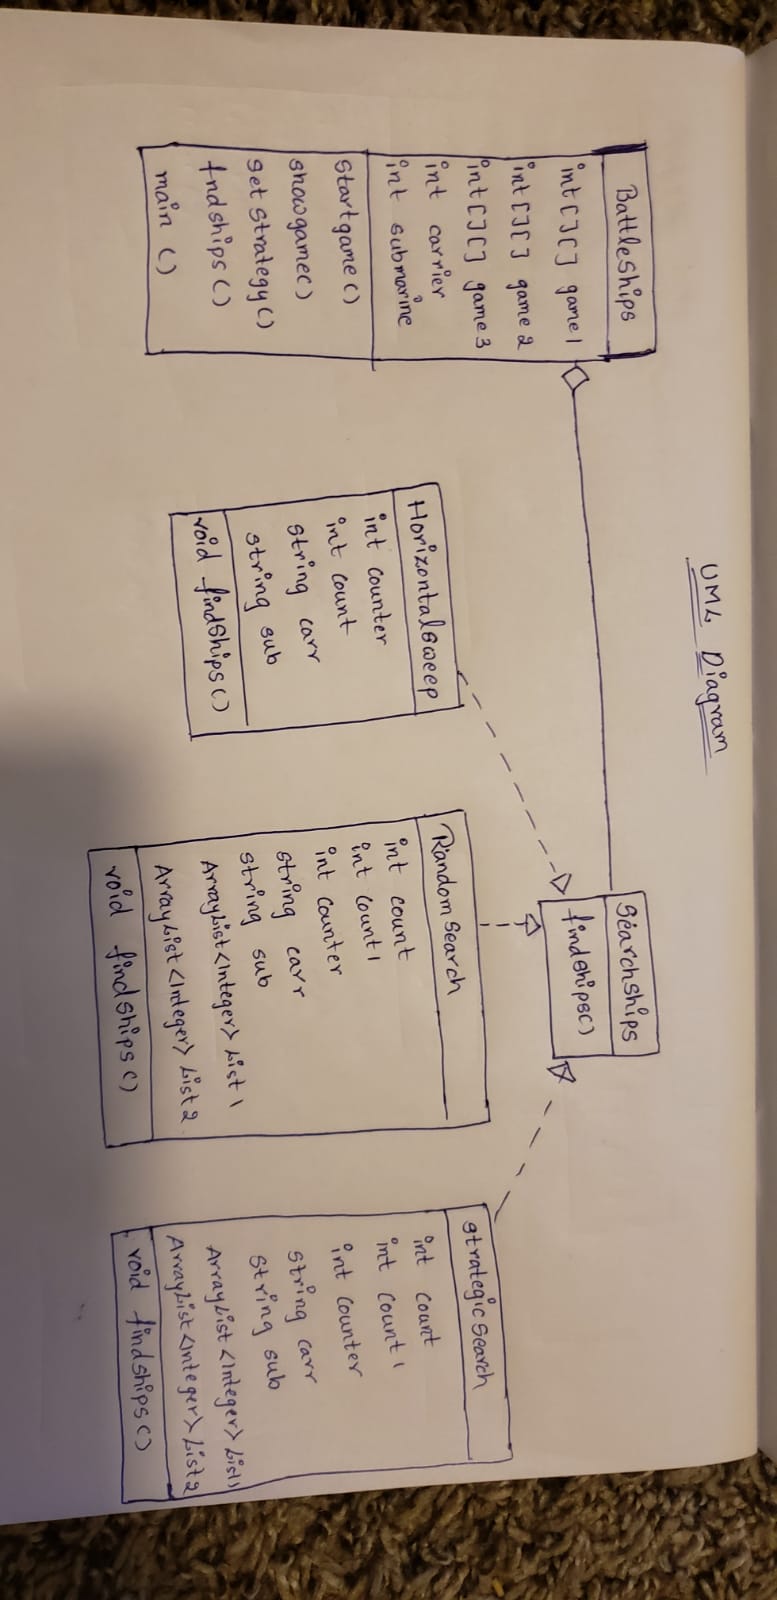 UML Diagram
BattleShips
int[][] game1
int[][] game2
int[][] game3
int carrier
int submarine
Startgame()
showgame()
set strategy()
fndships()
main ()
Searchships
findships()
Horizontalsweep
int counter
int count
string carr
string sub
void findships()
Random Search
int count
int count1
int counter
string carr
string sub
ArrayList<Integer> List1
ArrayList<Integer> List2
void findships()
strategic Search
int count
int count1
int counter
string carr
string sub
ArrayList<Integer> List1
ArrayList<Integer> List2
void findships()